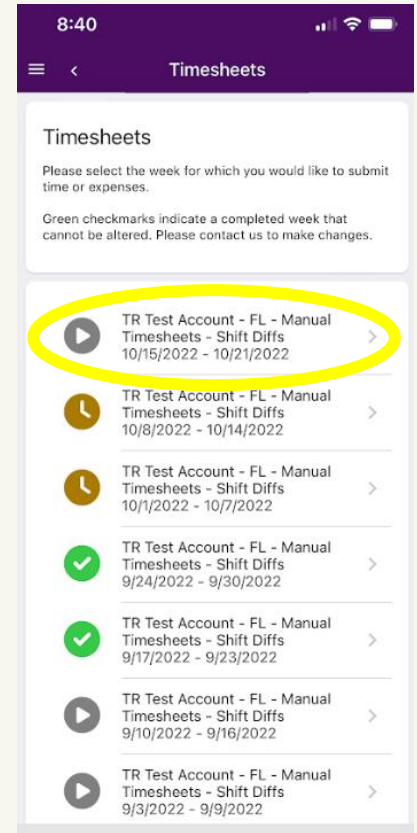 8:40
Timesheets
Timesheets
Please select the week for which you would like to submit
time or expenses.
Green checkmarks indicate a completed week that
cannot be altered. Please contact us to make changes.
TR Test Account - FL - Manual
Timesheets - Shift Diffs
10/15/2022 - 10/21/2022
TR Test Account - FL - Manual
Timesheets - Shift Diffs
10/8/2022 - 10/14/2022
TR Test Account - FL - Manual
Timesheets - Shift Diffs
10/1/2022 - 10/7/2022
TR Test Account - FL - Manual
Timesheets - Shift Diffs
9/24/2022 - 9/30/2022
TR Test Account - FL - Manual
Timesheets - Shift Diffs
9/17/2022 - 9/23/2022
TR Test Account - FL - Manual
Timesheets - Shift Diffs
9/10/2022 - 9/16/2022
TR Test Account - FL - Manual
Timesheets - Shift Diffs
9/3/2022 - 9/9/2022